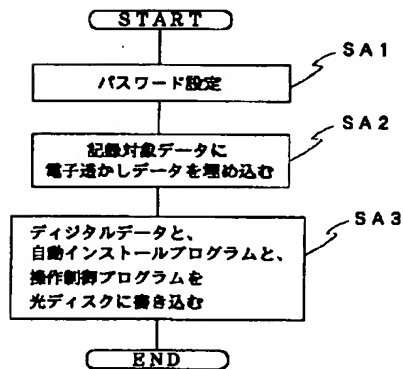 START
SA1
パスワード設定
SA2
記録対象データに
電子透かしデータを埋め込む
SA3
ディジタルデータと、
自動インストールプログラムと、
操作制御プログラムを
光ディスクに書き込む
END